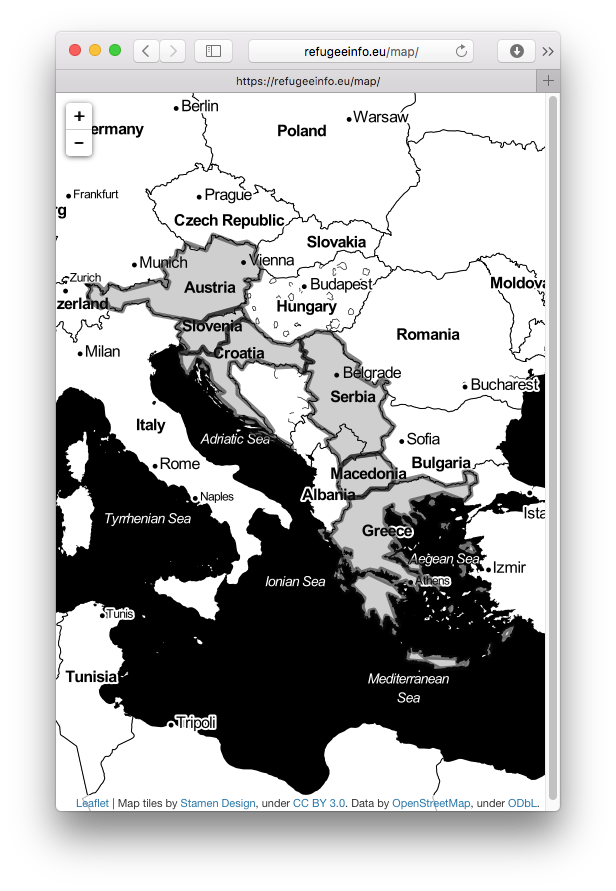 refugeeinfo.eu/map/
https://refugeeinfo.eu/map/
+
+
−
Berlin
ermany
Warsaw
Poland
Frankfurt
Prague
rg
Czech Republic
Slovakia
Munich
Vienna
Zurich
Budapest
Moldova
Austria
zerland
Hungary
Slovenia
Romania
Milan
Croatia
Belgrade
Bucharest
Serbia
Italy
Adriatic Sea
Sofia
Rome
Bulgaria
Macedonia
Naples
Albania
Tyrrhenian Sea
Ista
Greece
Aegean Sea
Izmir
Ionian Sea
Athens
Tunis
Tunisia
Mediterranean
Sea
Tripoli
Leaflet | Map tiles by Stamen Design, under CC BY 3.0. Data by OpenStreetMap, under ODbL.